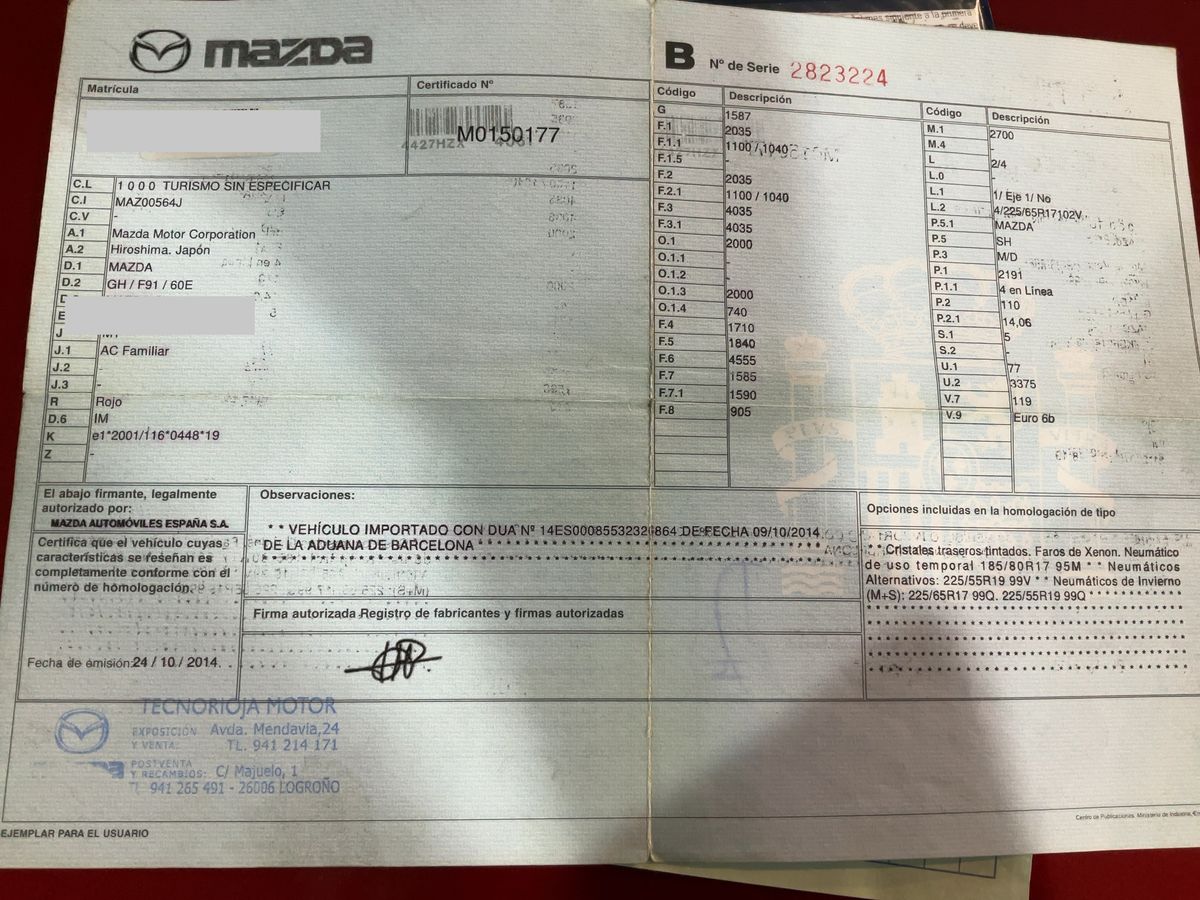 mazda
B Nº de Serie 2823224
Matrícula
Certificado Nº
M0150177
C.L 1000 TURISMO SIN ESPECIFICAR
C.I MAZ00564J
C.V -
A.1 Mazda Motor Corporation
A.2 Hiroshima. Japón
D.1 MAZDA
D.2 GH / F91 / 60E
E
J M1
J.1 AC Familiar
J.2 -
J.3 -
R Rojo
D.6 IM
K e1*2001/116*0448*19
Z -
Código Descripción
G 1587
F.1 2035
F.1.1 1100 / 1040
F.1.5 -
F.2 2035
F.2.1 1100 / 1040
F.3 4035
F.3.1 4035
O.1 2000
O.1.1 -
O.1.2 -
O.1.3 2000
O.1.4 740
F.4 1710
F.5 1840
F.6 4555
F.7 1585
F.7.1 1590
F.8 905
Código Descripción
M.1 2700
M.4 -
L 2/4
L.0 -
L.1 1/ Eje 1/ No
L.2 4/225/65R17102V
P.5.1 MAZDA
P.5 SH
P.3 M/D
P.1 2191
P.1.1 4 en Línea
P.2 110
P.2.1 14,06
S.1 5
S.2 -
U.1 77
U.2 3375
V.7 119
V.9 Euro 6b
El abajo firmante, legalmente
autorizado por:
MAZDA AUTOMÓVILES ESPAÑA S.A.
Certifica que el vehículo cuyas
características se reseñan es
completamente conforme con el
número de homologación.
Fecha de emisión: 24 / 10 / 2014
Observaciones:
* * VEHÍCULO IMPORTADO CON DUA Nº 14ES00085532326864 DE FECHA 09/10/2014
DE LA ADUANA DE BARCELONA
Firma autorizada Registro de fabricantes y firmas autorizadas
Opciones incluidas en la homologación de tipo
* * Cristales traseros tintados. Faros de Xenon. Neumático
de uso temporal 185/80R17 95M * * Neumáticos
Alternativos: 225/55R19 99V * * Neumáticos de Invierno
(M+S): 225/65R17 99Q. 225/55R19 99Q
TECNORIOJA MOTOR
EXPOSICIÓN Y VENTA: Avda. Mendavia, 24
TL. 941 214 171
POSTVENTA Y RECAMBIOS: C/ Majuelo, 1
TL 941 265 491 - 26006 LOGROÑO
EJEMPLAR PARA EL USUARIO
Centro de Publicaciones. Ministerio de Industria,